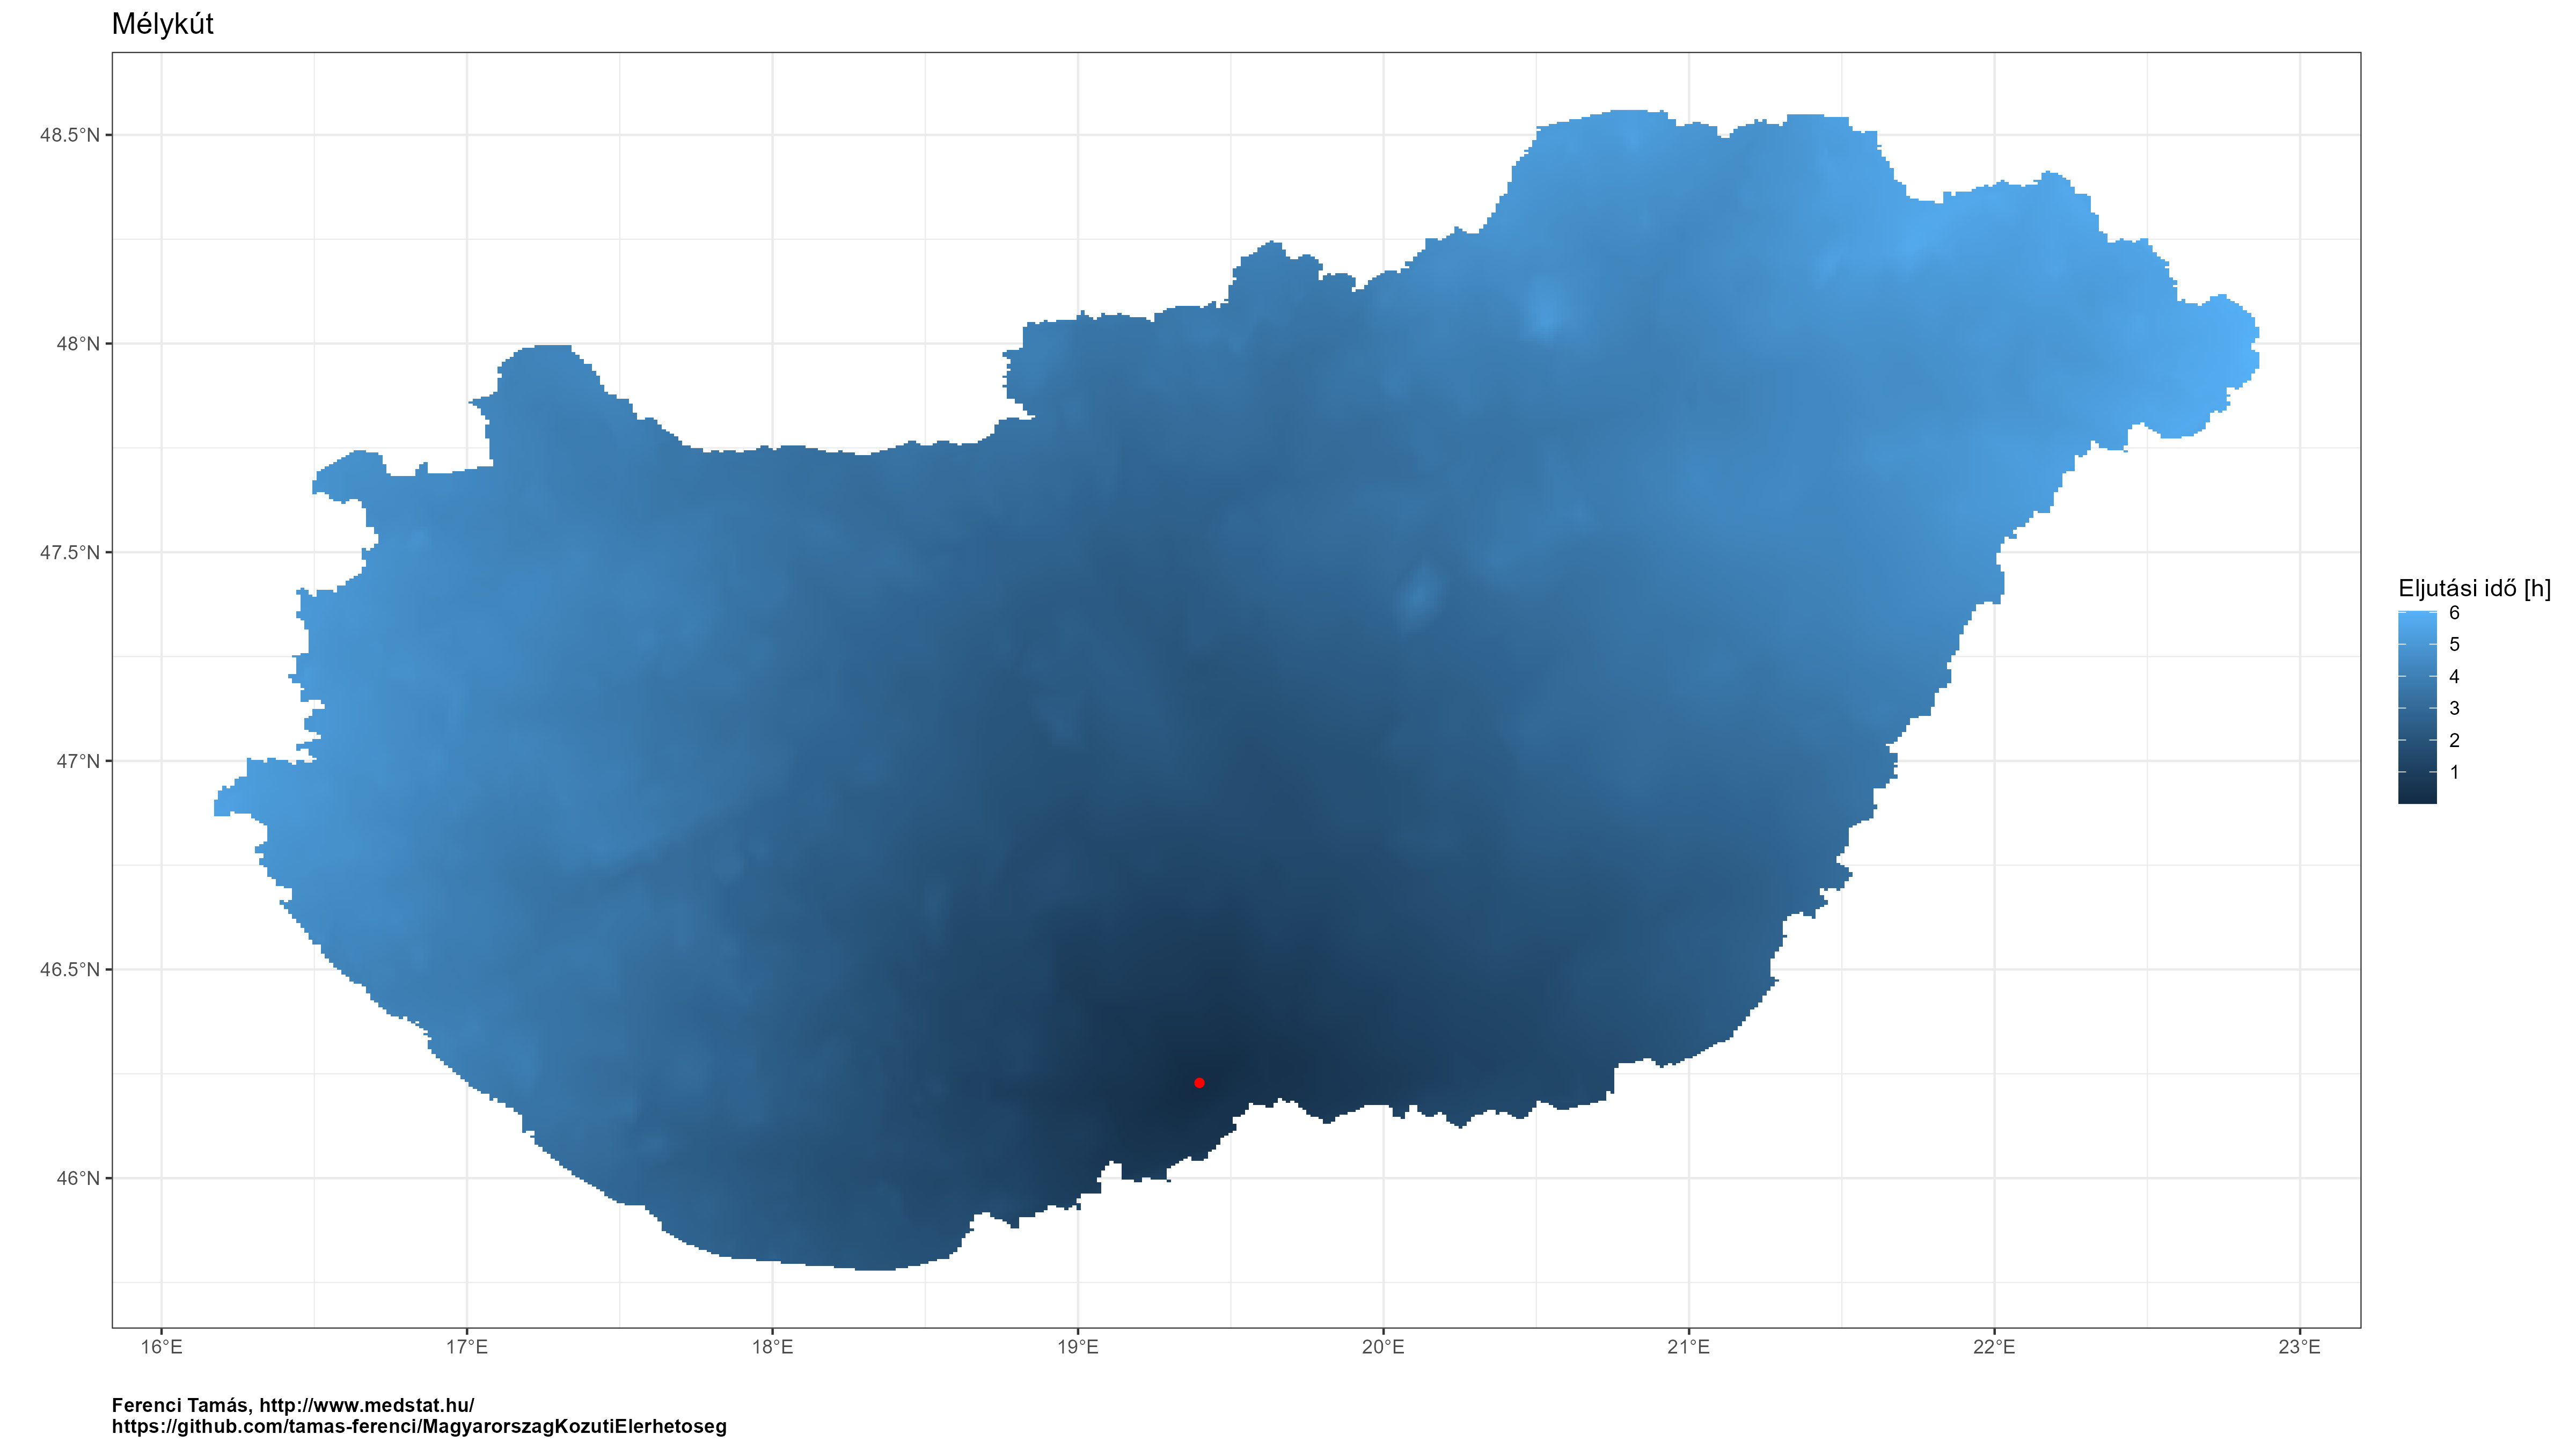 Mélykút
48.5°N
48°N
47.5°N
47°N
46.5°N
46°N
16°E
17°E
18°E
19°E
20°E
21°E
22°E
23°E
Eljutási idő [h]
6
5
4
3
2
1
Ferenci Tamás, http://www.medstat.hu/
https://github.com/tamas-ferenci/MagyarorszagKozutiElerhetoseg